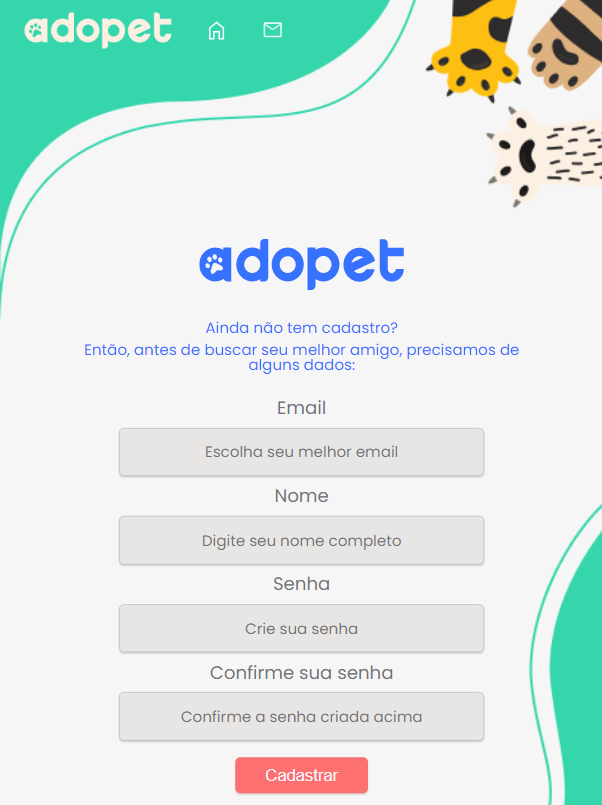 adopet
adopet
Ainda não tem cadastro?
Então, antes de buscar seu melhor amigo, precisamos de
alguns dados:
Email
Escolha seu melhor email
Nome
Digite seu nome completo
Senha
Crie sua senha
Confirme sua senha
Confirme a senha criada acima
Cadastrar